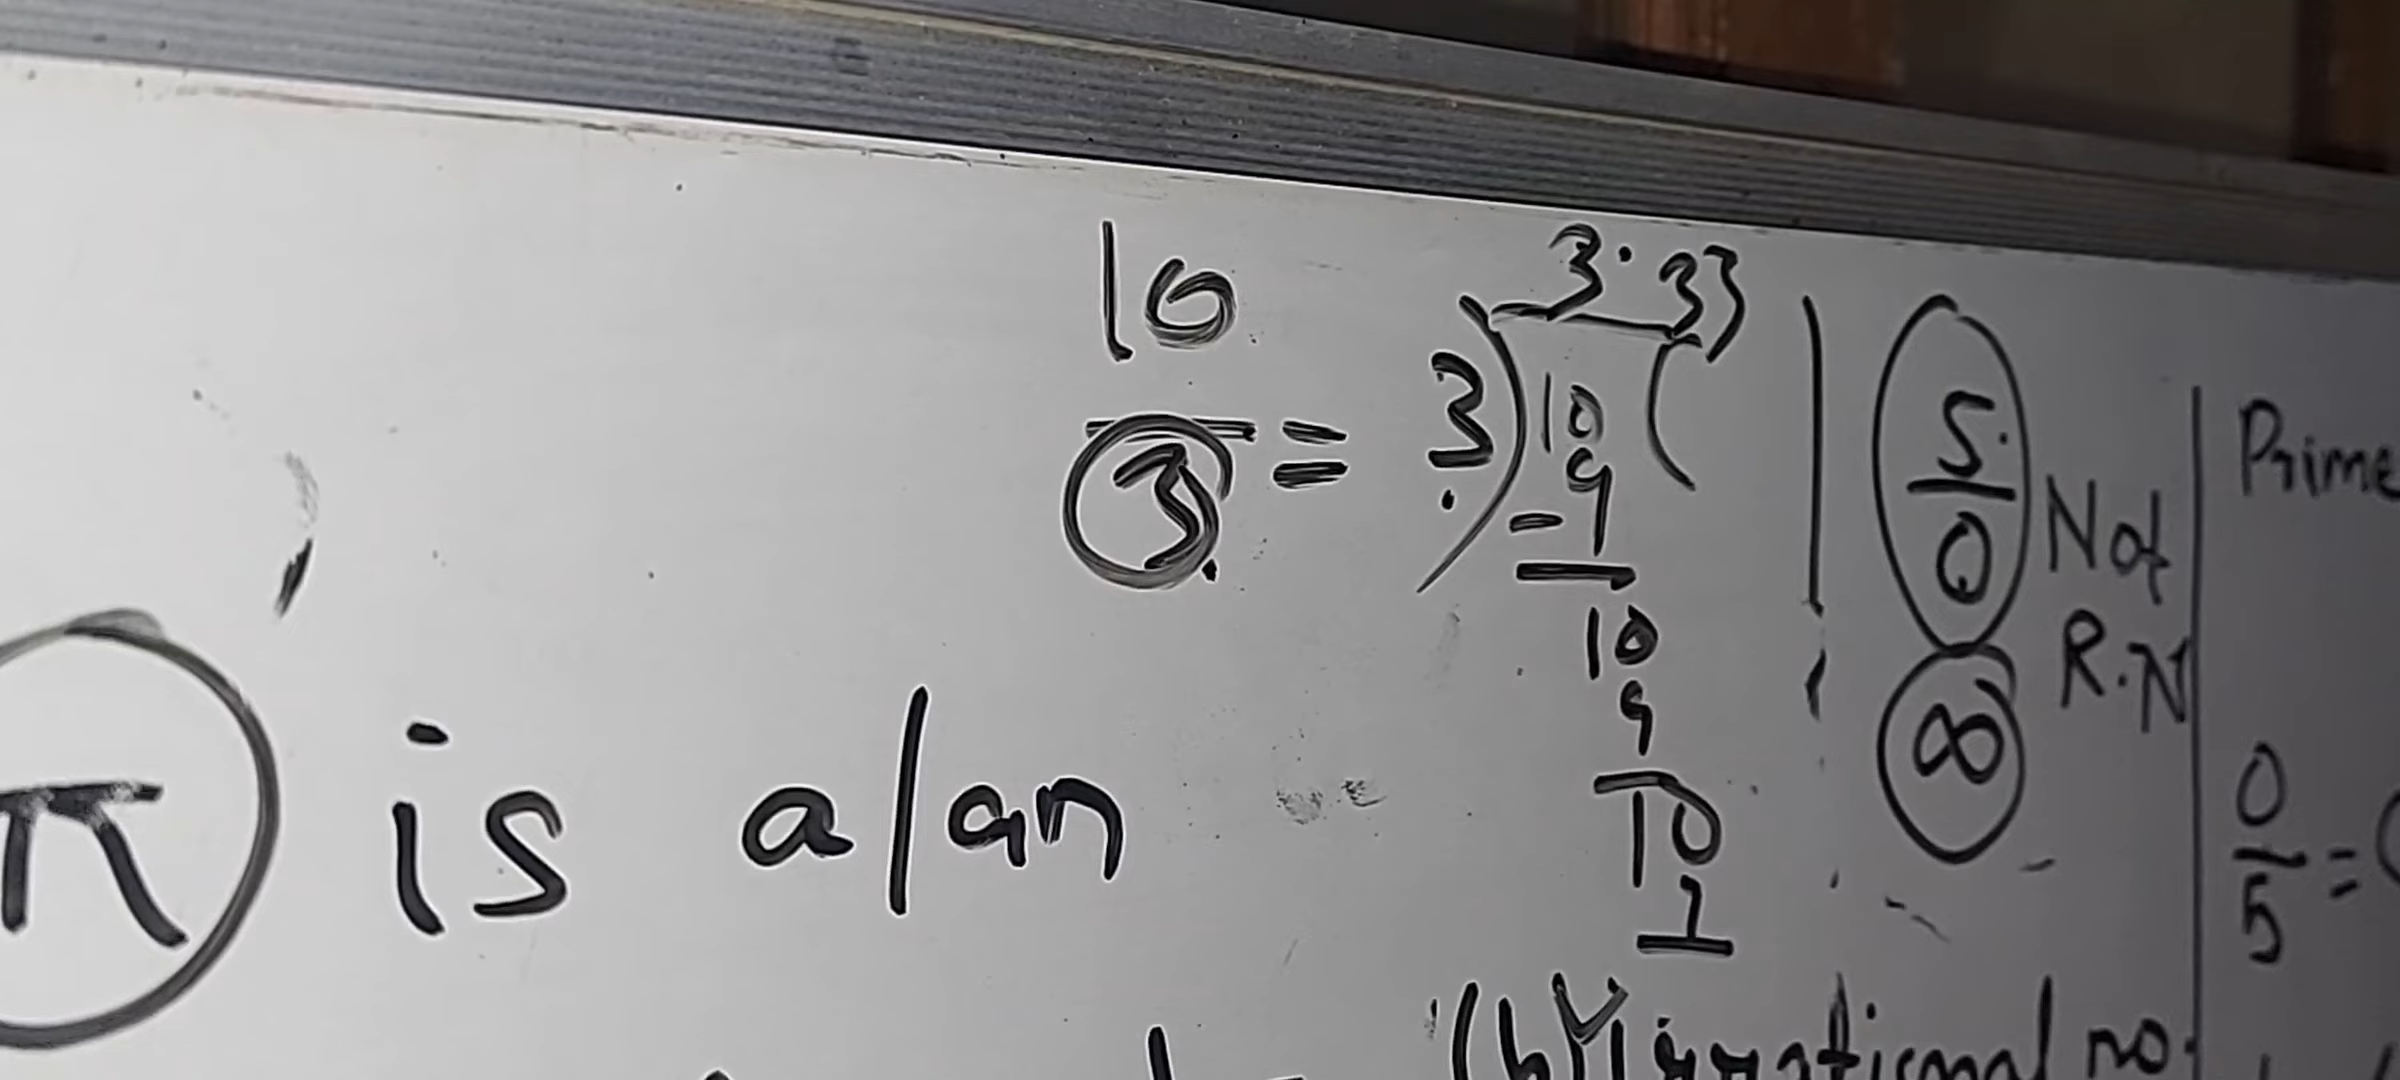 10
3 =
3.33
3)10(
- 9
10
9
10
1
5
0
Not
R.N
∞
Prime
0
5 =
π is a/an
(b) irrational no.